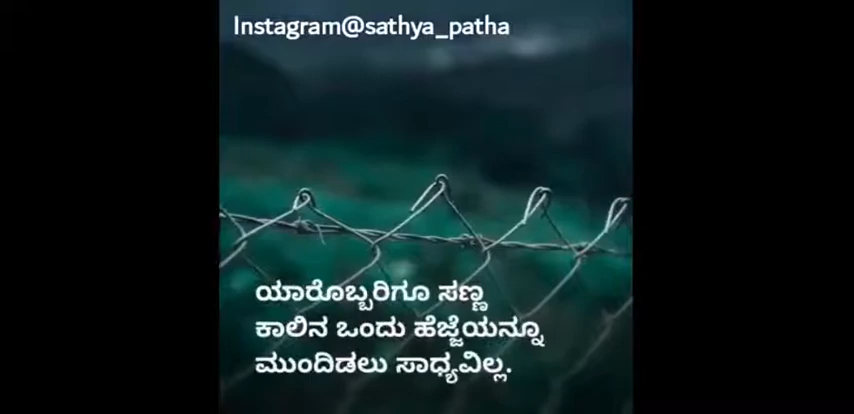 Instagram@sathya_patha
ಯಾರೊಬ್ಬರಿಗೂ ಸಣ್ಣ
ಕಾಲಿನ ಒಂದು ಹೆಜ್ಜೆಯನ್ನೂ
ಮುಂದಿಡಲು ಸಾಧ್ಯವಿಲ್ಲ.